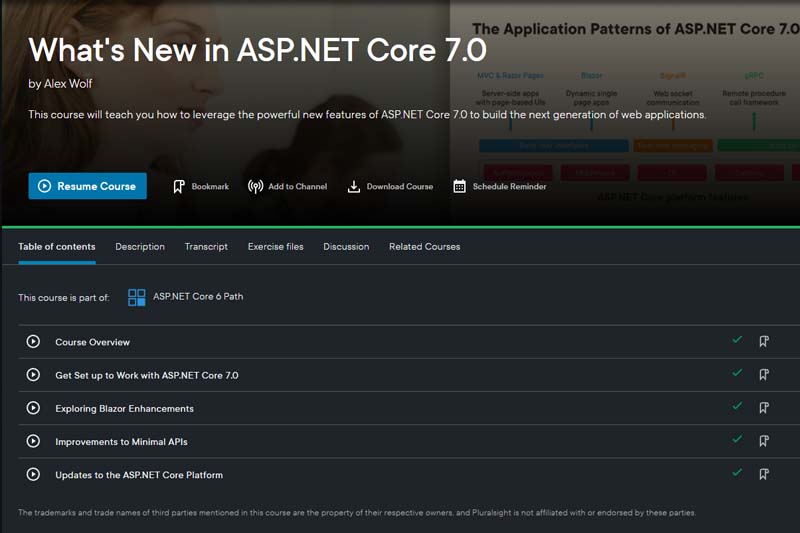 The Application Patterns of ASP.NET Core 7.0
What's New in ASP.NET Core 7.0
by Alex Wolf
MVC & Razor Pages
Blazor
SignalR
gRPC
Server-side apps
with page-based UIs
Dynamic single
page apps
Web socket
communication
Remote procedure
call framework
This course will teach you how to leverage the powerful new features of ASP.NET Core 7.0 to build the next generation of web applications.
Resume Course
Bookmark
Add to Channel
Download Course
Schedule Reminder
ASP.NET Core platform features
Table of contents
Description
Transcript
Exercise files
Discussion
Related Courses
This course is part of:
ASP.NET Core 6 Path
Course Overview
Get Set up to Work with ASP.NET Core 7.0
Exploring Blazor Enhancements
Improvements to Minimal APIs
Updates to the ASP.NET Core Platform
The trademarks and trade names of third parties mentioned in this course are the property of their respective owners, and Pluralsight is not affiliated with or endorsed by these parties.